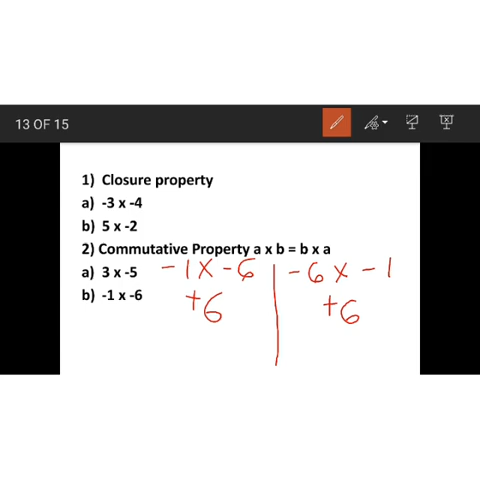 13 OF 15
1) Closure property
a) -3 x -4
b) 5 x -2
2) Commutative Property a x b = b x a
a) 3 x -5
b) -1 x -6
-1 x -6 | -6 x -1
+6 | +6